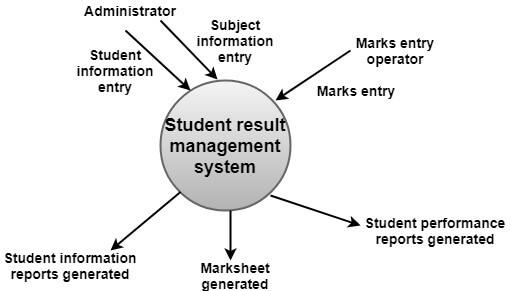 Administrator
Student
information
entry
Subject
information
entry
Marks entry
operator
Marks entry
Student result
management
system
Student information
reports generated
Marksheet
generated
Student performance
reports generated